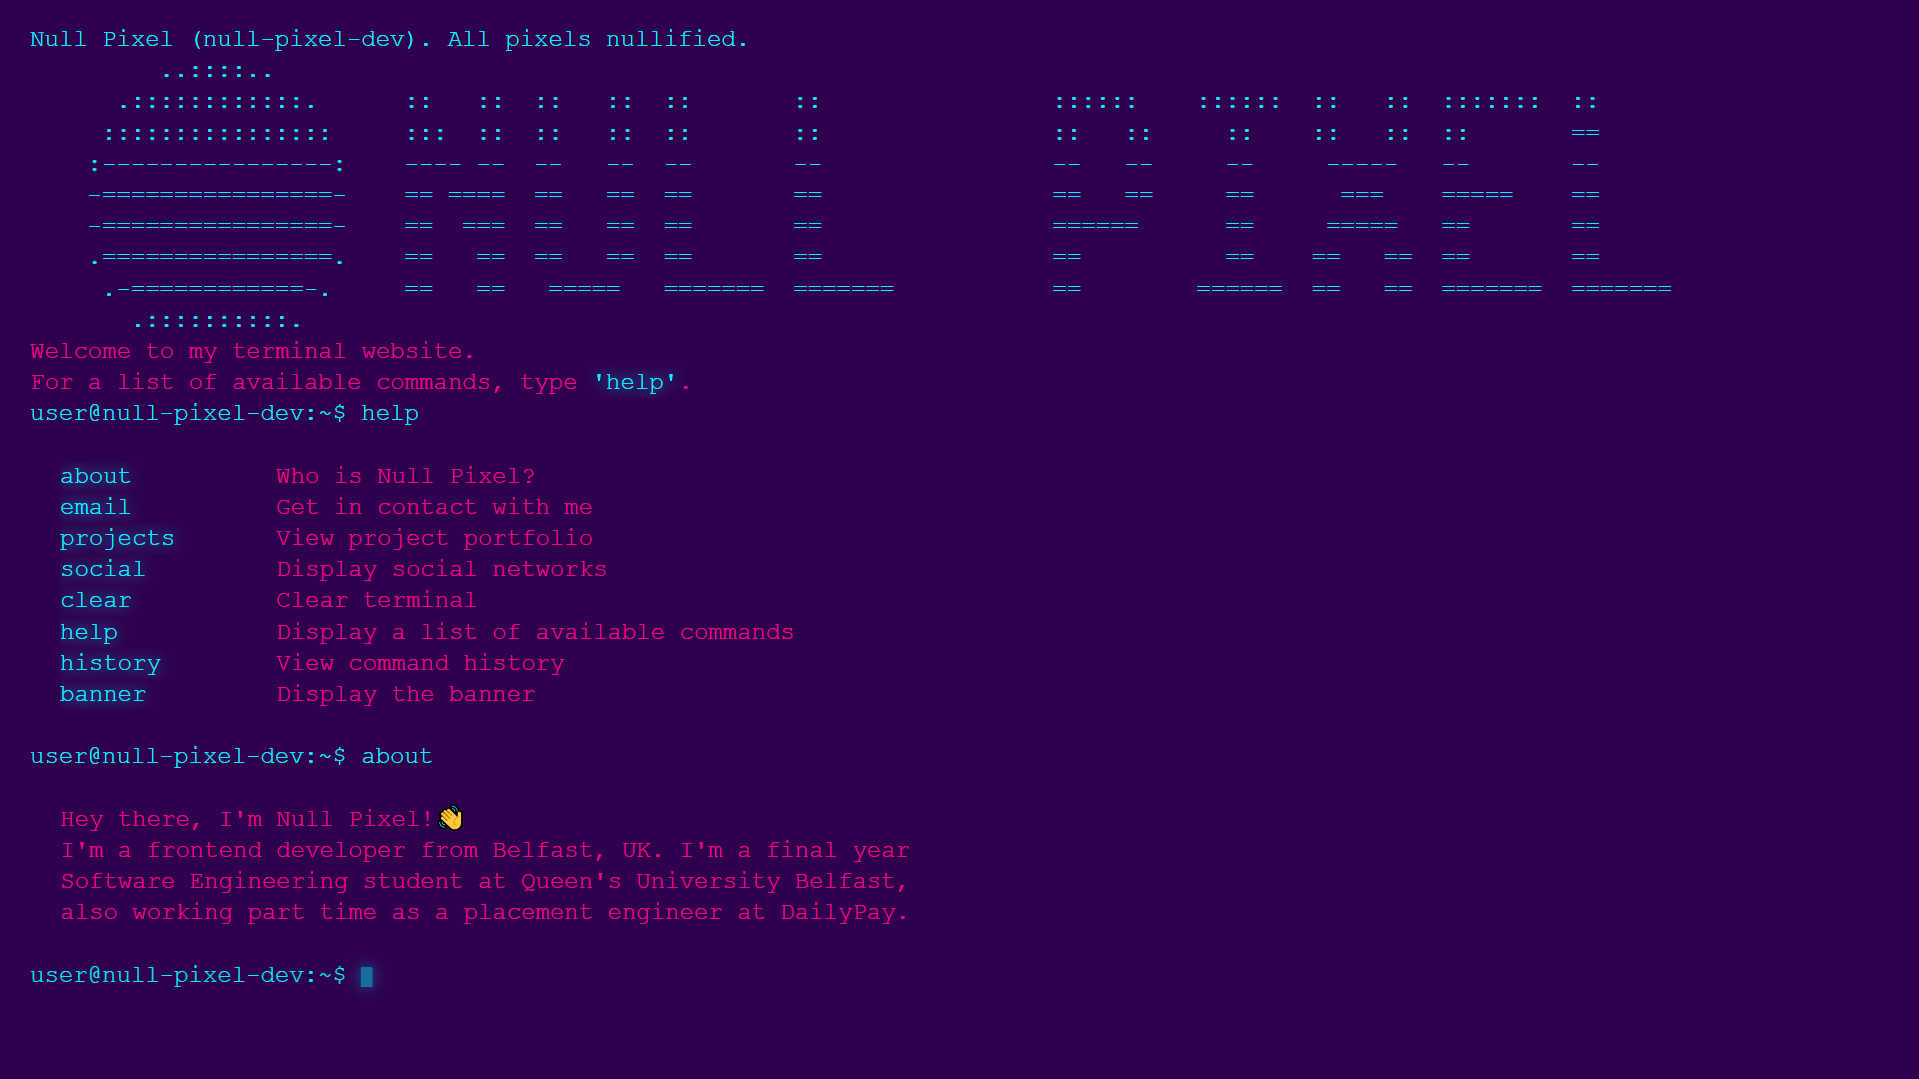 Null Pixel (null-pixel-dev). All pixels nullified.
NULL PIXEL
Welcome to my terminal website.
For a list of available commands, type 'help'.
user@null-pixel-dev:~$ help
about Who is Null Pixel?
email Get in contact with me
projects View project portfolio
social Display social networks
clear Clear terminal
help Display a list of available commands
history View command history
banner Display the banner
user@null-pixel-dev:~$ about
Hey there, I'm Null Pixel!👋
I'm a frontend developer from Belfast, UK. I'm a final year
Software Engineering student at Queen's University Belfast,
also working part time as a placement engineer at DailyPay.
user@null-pixel-dev:~$